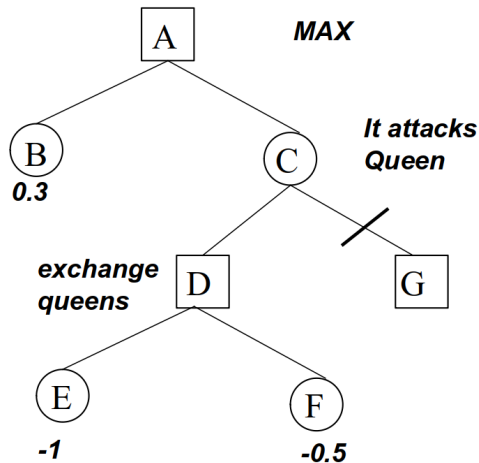 A
MAX
B
0.3
C
It attacks
Queen
exchange
queens
D
G
E
-1
F
-0.5